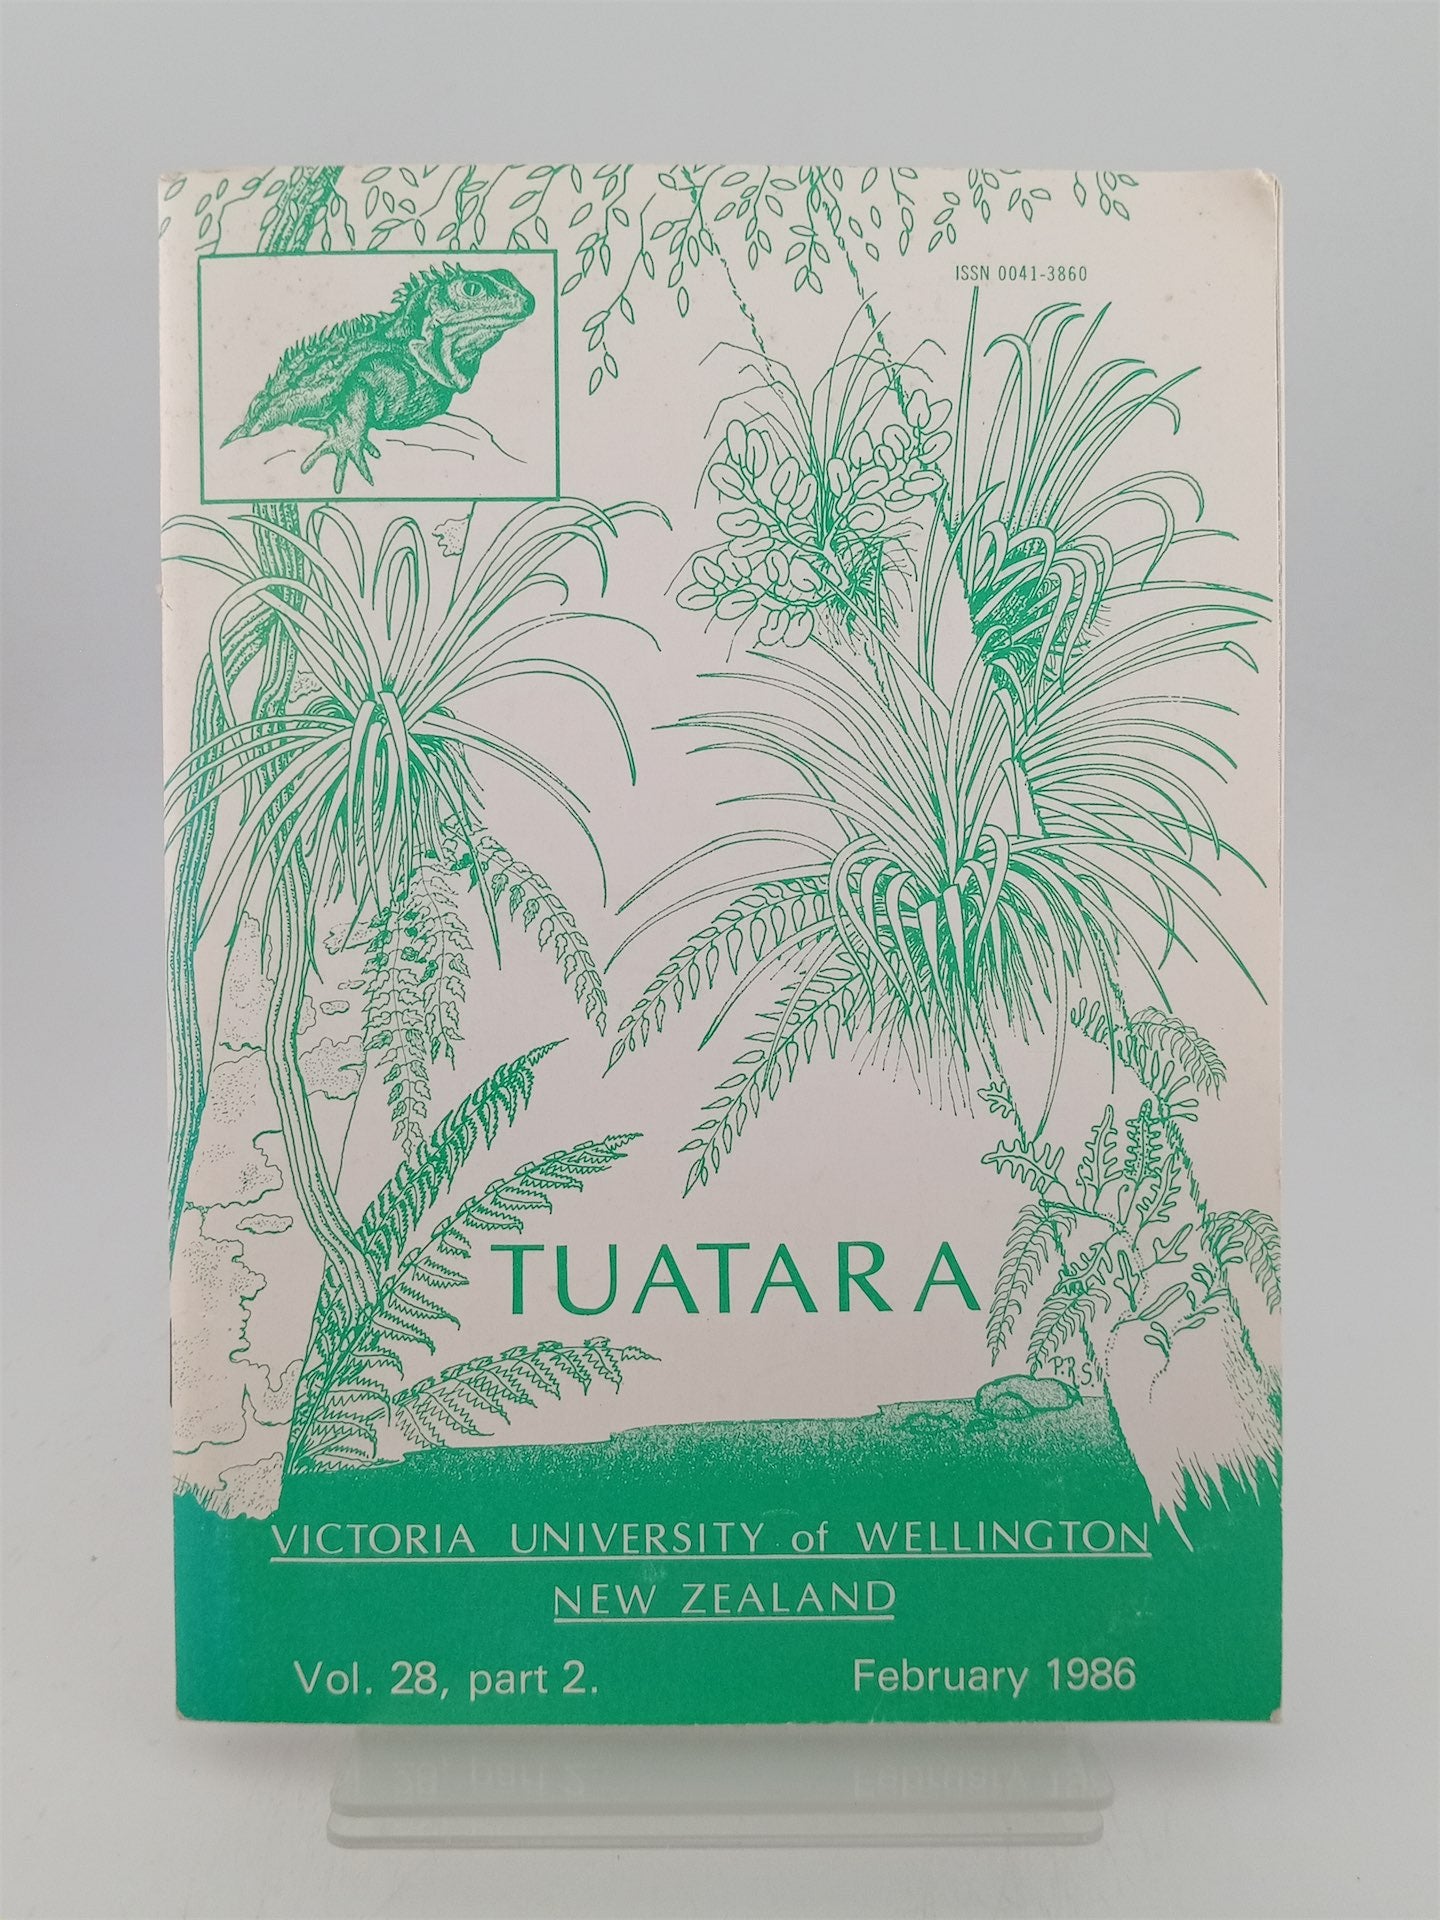 ISSN 0041-3860
TUATARA
P.R.S.
VICTORIA UNIVERSITY of WELLINGTON
NEW ZEALAND
Vol. 28, part 2.
February 1986